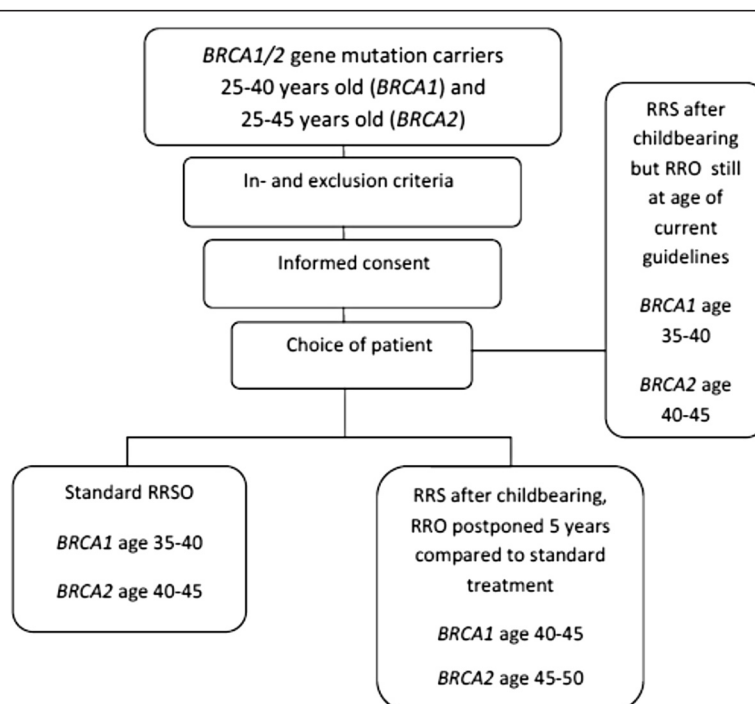 BRCA1/2 gene mutation carriers
25-40 years old (BRCA1) and
25-45 years old (BRCA2)
In- and exclusion criteria
Informed consent
Choice of patient
RRS after
childbearing
but RRO still
at age of
current
guidelines
BRCA1 age
35-40
BRCA2 age
40-45
Standard RRSO
BRCA1 age 35-40
BRCA2 age 40-45
RRS after childbearing,
RRO postponed 5 years
compared to standard
treatment
BRCA1 age 40-45
BRCA2 age 45-50